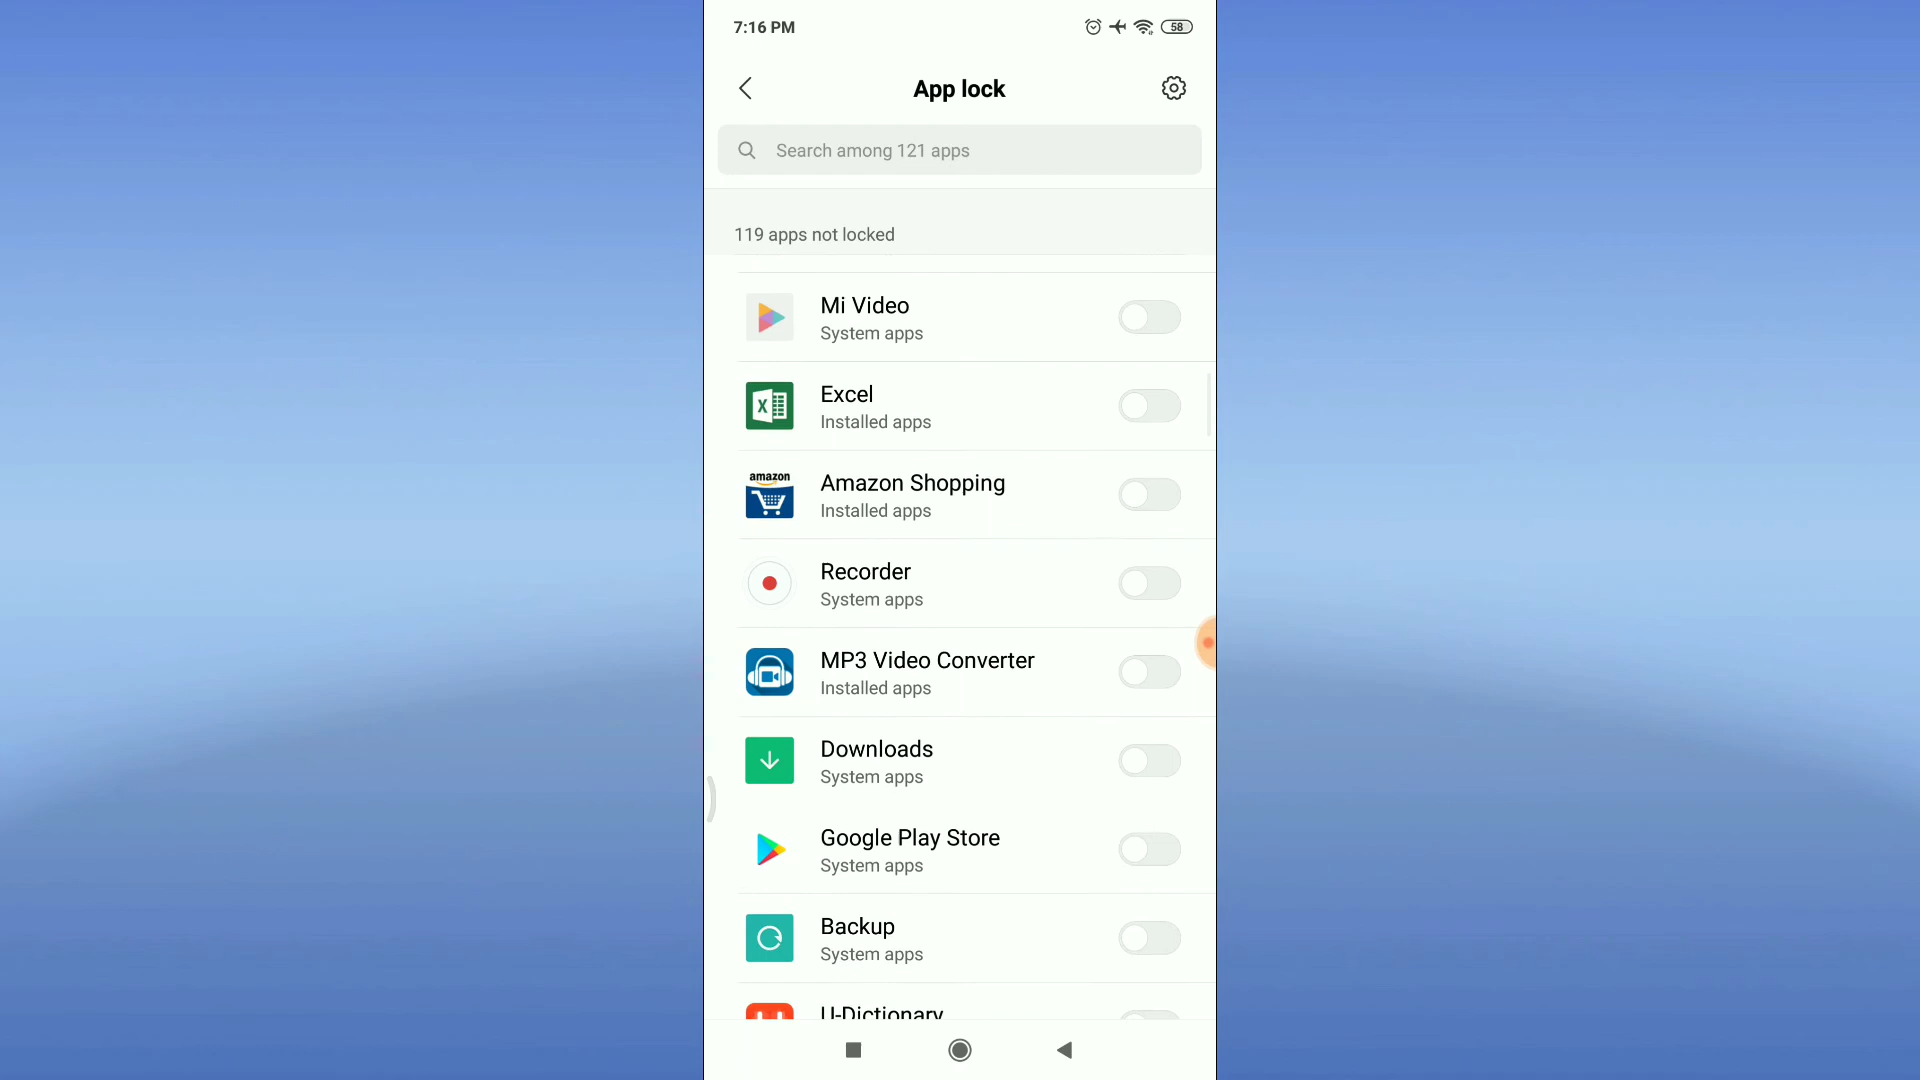 7:16 PM
58
App lock
Search among 121 apps
119 apps not locked
Mi Video
System apps
Excel
Installed apps
amazon
Amazon Shopping
Installed apps
Recorder
System apps
MP3 Video Converter
Installed apps
Downloads
System apps
Google Play Store
System apps
Backup
System apps
U-Dictionary